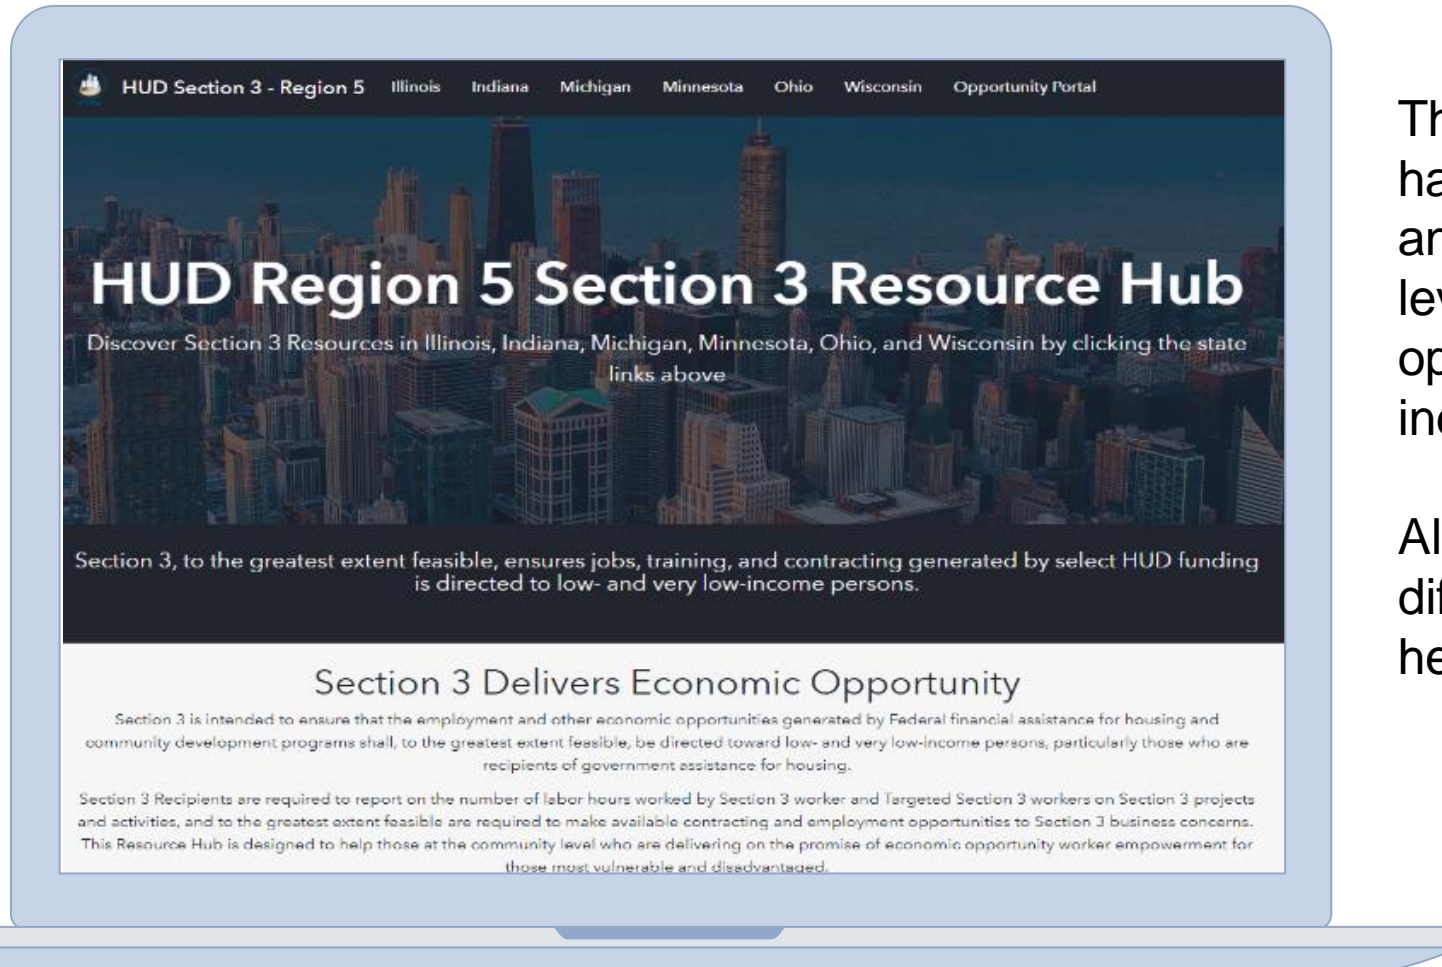 HUD Section 3 - Region 5 Illinois Indiana Michigan Minnesota Ohio Wisconsin Opportunity Portal
HUD Region 5 Section 3 Resource Hub
Discover Section 3 Resources in Illinois, Indiana, Michigan, Minnesota, Ohio, and Wisconsin by clicking the state
links above
Section 3, to the greatest extent feasible, ensures jobs, training, and contracting generated by select HUD funding
is directed to low- and very low-income persons.
Section 3 Delivers Economic Opportunity
Section 3 is intended to ensure that the employment and other economic opportunities generated by Federal financial assistance for housing and
community development programs shall, to the greatest extent feasible, be directed toward low- and very low-income persons, particularly those who are
recipients of government assistance for housing.
Section 3 Recipients are required to report on the number of labor hours worked by Section 3 worker and Targeted Section 3 workers on Section 3 projects
and activities, and to the greatest extent feasible are required to make available contracting and employment opportunities to Section 3 business concerns.
This Resource Hub is designed to help those at the community level who are delivering on the promise of economic opportunity worker empowerment for
those most vulnerable and disadvantaged.